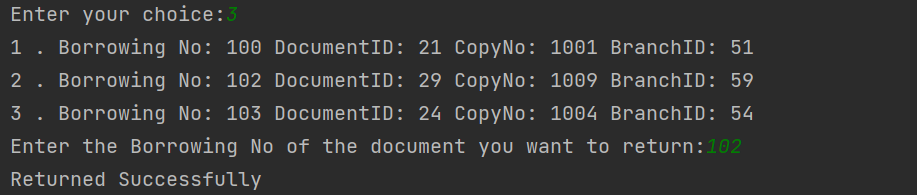 Enter your choice:3
1 . Borrowing No: 100 DocumentID: 21 CopyNo: 1001 BranchID: 51
2 . Borrowing No: 102 DocumentID: 29 CopyNo: 1009 BranchID: 59
3 . Borrowing No: 103 DocumentID: 24 CopyNo: 1004 BranchID: 54
Enter the Borrowing No of the document you want to return:102
Returned Successfully